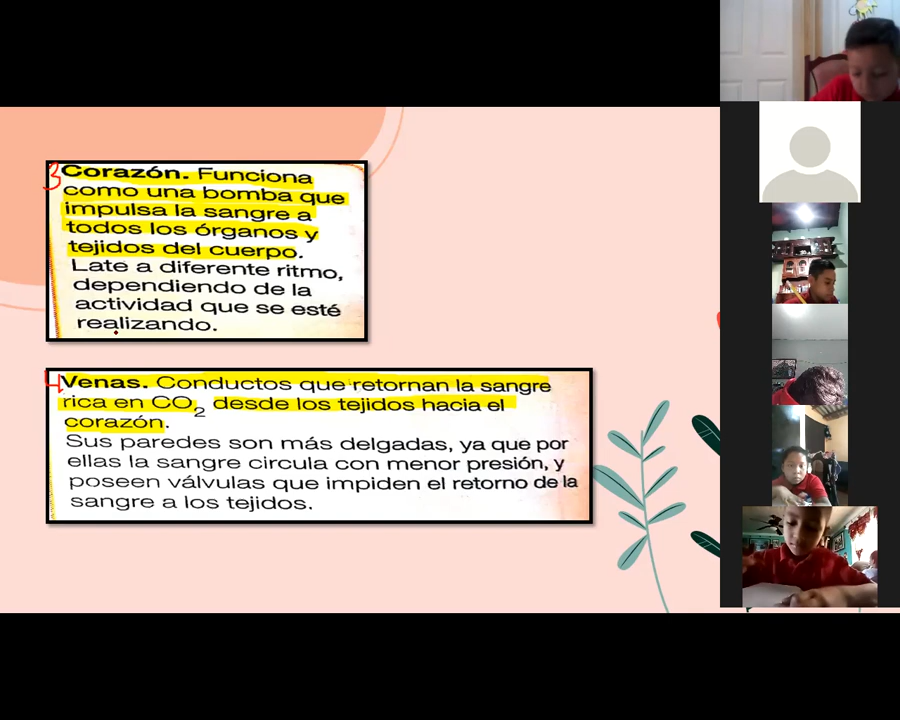 3 Corazón. Funciona
como una bomba que
impulsa la sangre a
todos los órganos y
tejidos del cuerpo.
Late a diferente ritmo,
dependiendo de la
actividad que se esté
realizando.
4 Venas. Conductos que retornan la sangre
rica en CO₂ desde los tejidos hacia el
corazón.
Sus paredes son más delgadas, ya que por
ellas la sangre circula con menor presión, y
poseen válvulas que impiden el retorno de la
sangre a los tejidos.